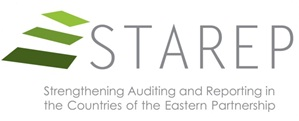 STAREP
Strengthening Auditing and Reporting in
the Countries of the Eastern Partnership